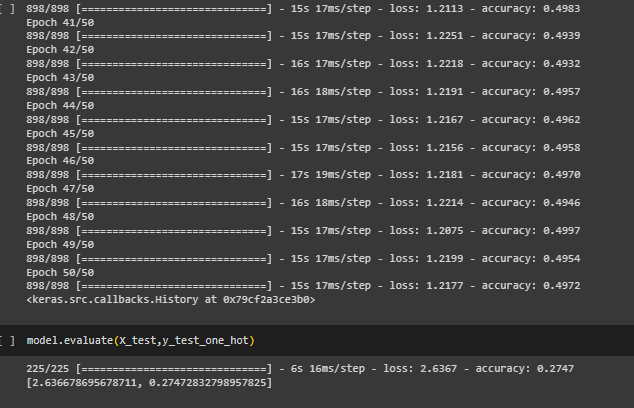 [ ] 898/898 [==============================] - 15s 17ms/step - loss: 1.2113 - accuracy: 0.4983
Epoch 41/50
898/898 [==============================] - 15s 17ms/step - loss: 1.2251 - accuracy: 0.4939
Epoch 42/50
898/898 [==============================] - 16s 17ms/step - loss: 1.2218 - accuracy: 0.4932
Epoch 43/50
898/898 [==============================] - 16s 18ms/step - loss: 1.2191 - accuracy: 0.4957
Epoch 44/50
898/898 [==============================] - 15s 17ms/step - loss: 1.2167 - accuracy: 0.4962
Epoch 45/50
898/898 [==============================] - 15s 17ms/step - loss: 1.2156 - accuracy: 0.4958
Epoch 46/50
898/898 [==============================] - 17s 19ms/step - loss: 1.2181 - accuracy: 0.4970
Epoch 47/50
898/898 [==============================] - 16s 18ms/step - loss: 1.2214 - accuracy: 0.4946
Epoch 48/50
898/898 [==============================] - 15s 17ms/step - loss: 1.2075 - accuracy: 0.4997
Epoch 49/50
898/898 [==============================] - 15s 17ms/step - loss: 1.2199 - accuracy: 0.4954
Epoch 50/50
898/898 [==============================] - 15s 17ms/step - loss: 1.2177 - accuracy: 0.4972
<keras.src.callbacks.History at 0x79cf2a3ce3b0>
[ ] model.evaluate(X_test,y_test_one_hot)
225/225 [==============================] - 6s 16ms/step - loss: 2.6367 - accuracy: 0.2747
[2.636678695678711, 0.27472832798957825]